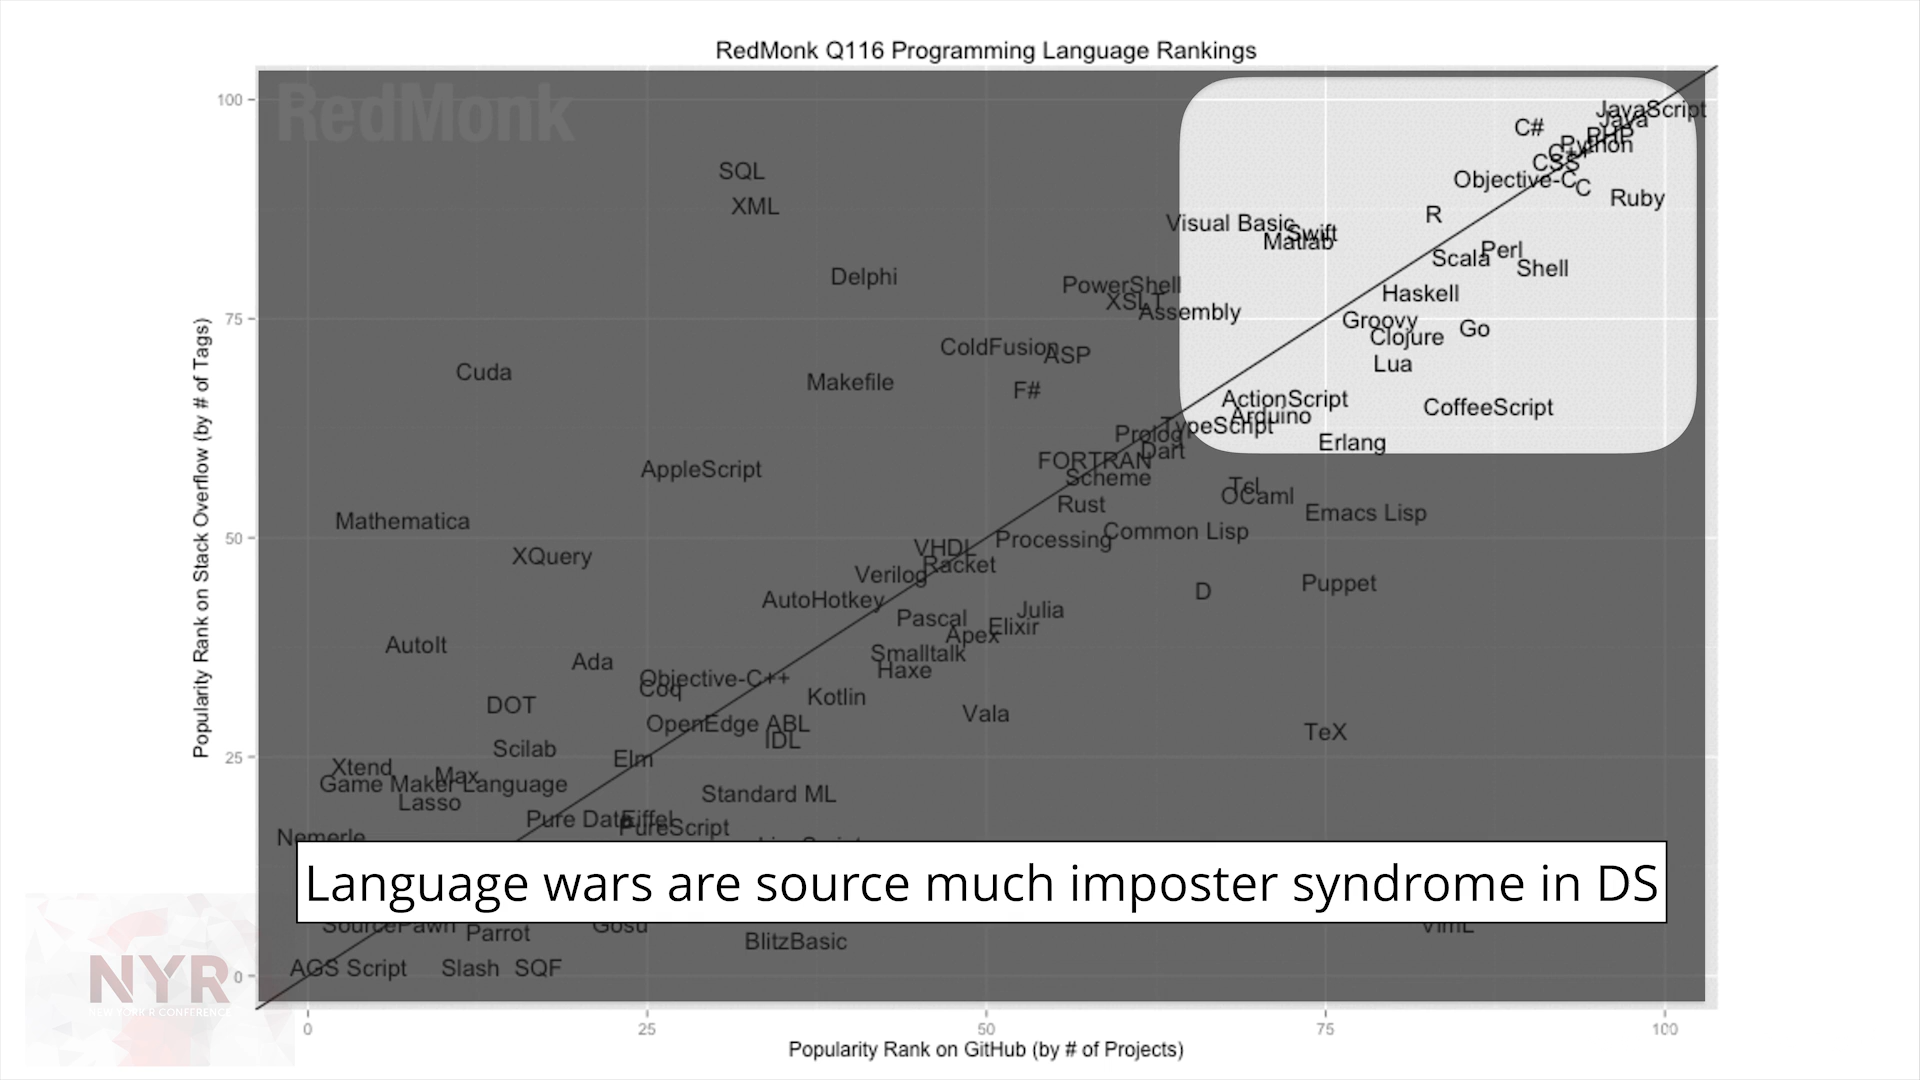 RedMonk Q116 Programming Language Rankings
RedMonk
100
JavaScript
C#
Java
PHP
Python
C++
CSS
SQL
Objective-C
C
Ruby
XML
R
Visual Basic
Swift
Matlab
Perl
Scala
Shell
Delphi
PowerShell
Haskell
XSLT
Assembly
75
Groovy
Go
Clojure
ColdFusion
ASP
Lua
Cuda
Makefile
F#
ActionScript
CoffeeScript
Arduino
TypeScript
Prolog
Erlang
Dart
FORTRAN
AppleScript
Scheme
Tcl
OCaml
Rust
Emacs Lisp
Mathematica
Common Lisp
50
Processing
VHDL
XQuery
Racket
Verilog
Puppet
D
AutoHotkey
Julia
Pascal
Elixir
Apex
AutoIt
Smalltalk
Ada
Haxe
Objective-C++
Coq
Kotlin
DOT
Vala
OpenEdge ABL
TeX
IDL
Scilab
25
Elm
Xtend
Max
Game Maker Language
Standard ML
Lasso
Pure Data
Eiffel
PureScript
Nemerle
Language wars are source much imposter syndrome in DS
SourcePawn
Gosu
VimL
Parrot
BlitzBasic
0
AGS Script
Slash
SQF
NYR
NEW YORK R CONFERENCE
0
25
50
75
100
Popularity Rank on GitHub (by # of Projects)
Popularity Rank on Stack Overflow (by # of Tags)